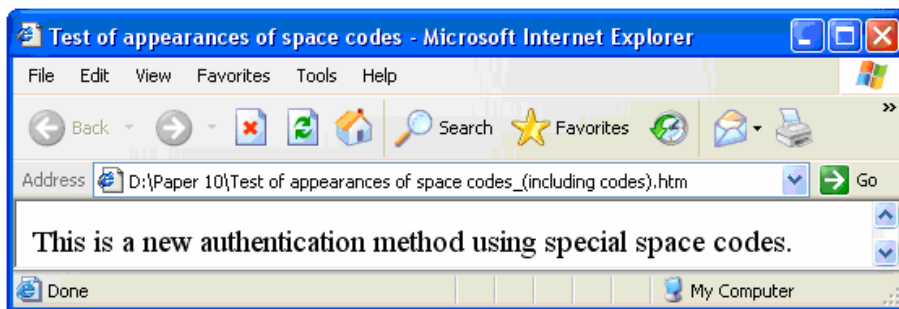 Test of appearances of space codes - Microsoft Internet Explorer
File Edit View Favorites Tools Help
Back Search Favorites »
Address D:\Paper 10\Test of appearances of space codes_(including codes).htm Go
This is a new authentication method using special space codes.
Done My Computer